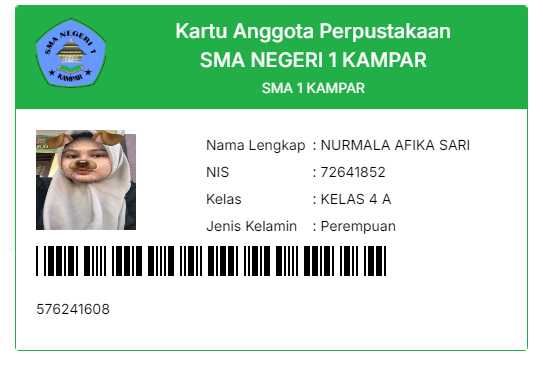 SMA NEGERI 1
KAMPAR
Kartu Anggota Perpustakaan
SMA NEGERI 1 KAMPAR
SMA 1 KAMPAR
Nama Lengkap : NURMALA AFIKA SARI
NIS : 72641852
Kelas : KELAS 4 A
Jenis Kelamin : Perempuan
576241608